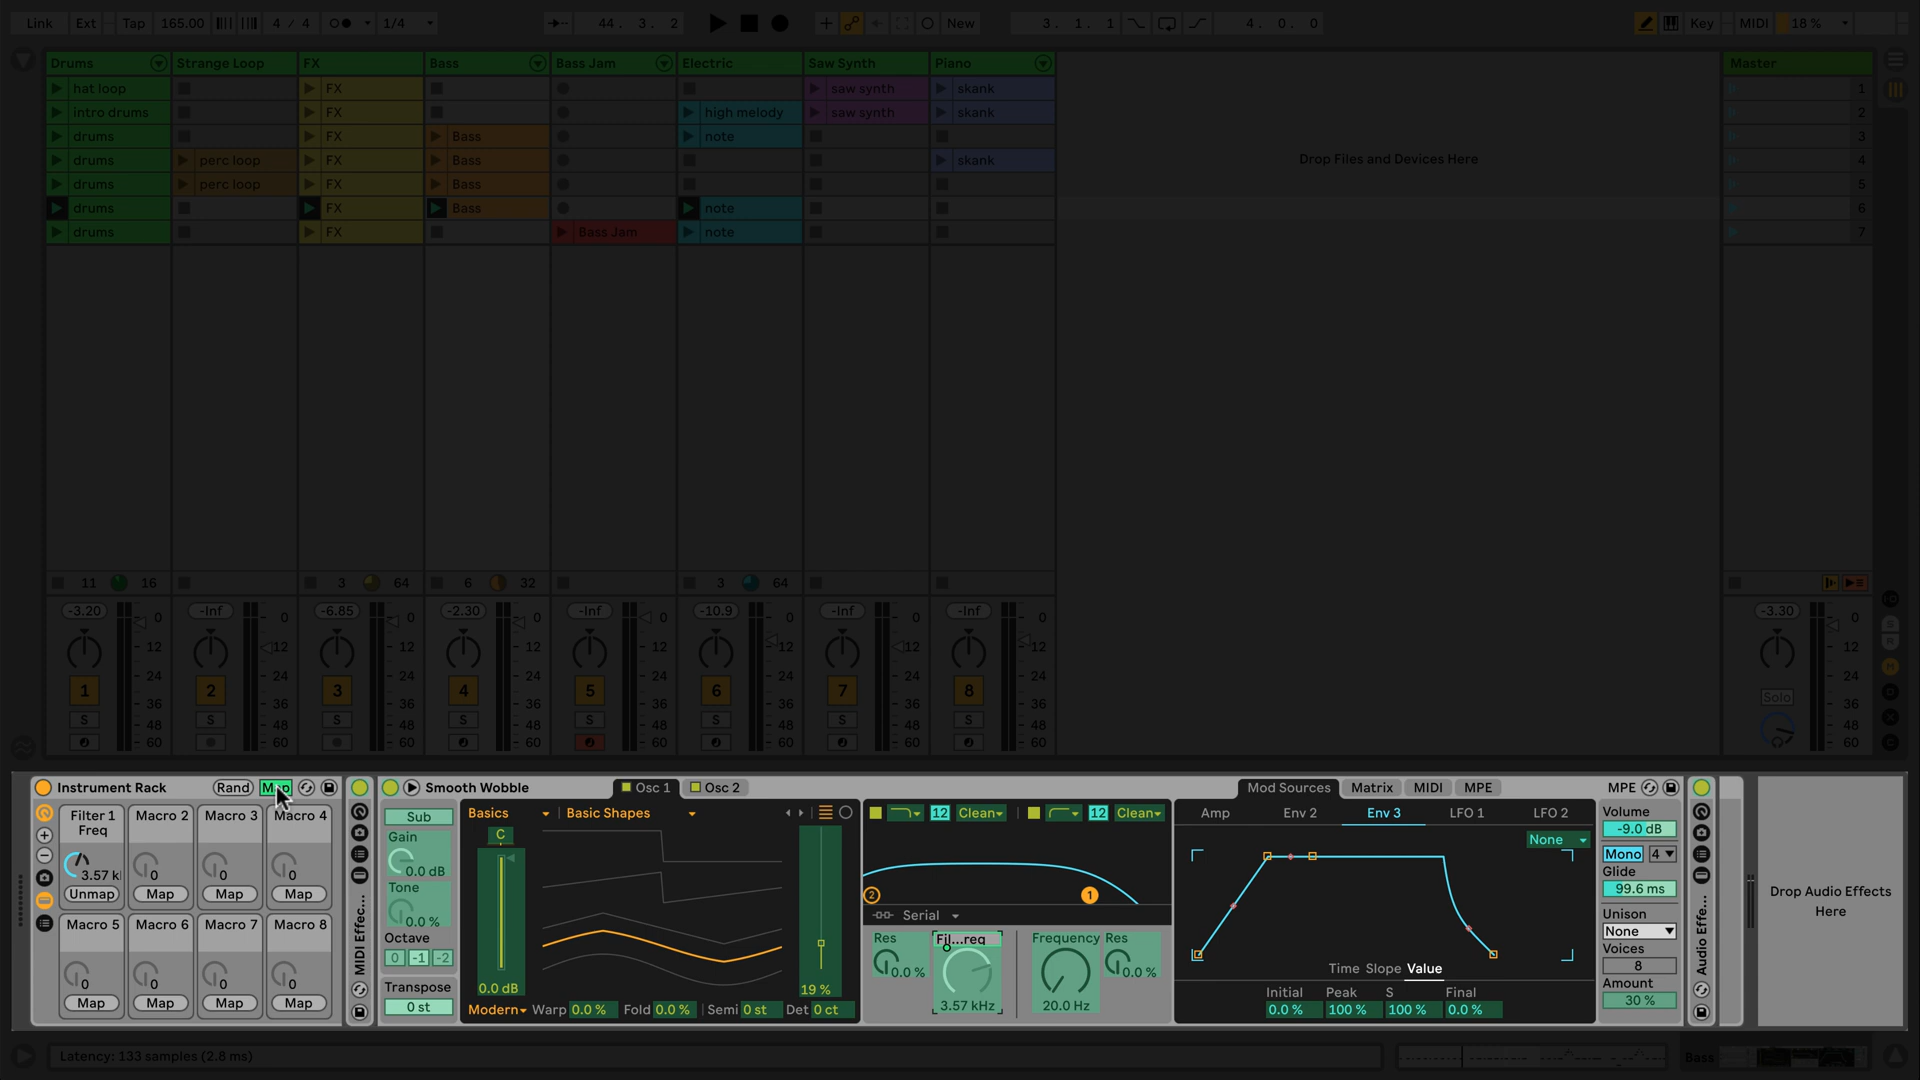 Link Ext Tap 165.00 4 / 4 1/4 44. 3. 2 New 3. 1. 1 4. 0. 0 Key MIDI 18 %
Drums Strange Loop FX Bass Bass Jam Electric Saw Synth Piano Master
hat loop FX saw synth skank 1
intro drums FX high melody saw synth skank 2
drums FX Bass note 3
drums perc loop FX Bass skank 4
drums perc loop FX Bass 5
drums FX Bass note 6
drums FX Bass Jam note 7
Drop Files and Devices Here
11 16 3 64 6 32 3 64
-3.20 -Inf -6.85 -2.30 -Inf -10.9 -Inf -Inf -3.30
0 0 0 0 0 0 0 0 0
12 12 12 12 12 12 12 12 12
24 24 24 24 24 24 24 24 24
1 2 3 4 5 6 7 8 Solo
36 36 36 36 36 36 36 36 36
S S S S S S S S
48 48 48 48 48 48 48 48 48
60 60 60 60 60 60 60 60 60
Instrument Rack Rand
Filter 1 Freq Macro 2 Macro 3 Macro 4
3.57 k 0 0 0
Unmap Map Map Map
Macro 5 Macro 6 Macro 7 Macro 8
0 0 0 0
Map Map Map Map
MIDI Effec...
Smooth Wobble Osc 1 Osc 2
Sub
Gain
0.0 dB
Tone
0.0 %
Octave
0 -1 -2
Transpose
0 st
Basics Basic Shapes
C
0.0 dB 19 %
Modern Warp 0.0 % Fold 0.0 % Semi 0 st Det 0 ct
12 Clean 12 Clean
2 1
Serial
Res Fil...req Frequency Res
0.0 % 3.57 kHz 20.0 Hz 0.0 %
Mod Sources Matrix MIDI MPE
Amp Env 2 Env 3 LFO 1 LFO 2
None
Time Slope Value
Initial Peak S Final
0.0 % 100 % 100 % 0.0 %
MPE
Volume
-9.0 dB
Mono 4
Glide
99.6 ms
Unison
None
Voices
8
Amount
30 %
Audio Effe...
Drop Audio Effects
Here
Latency: 133 samples (2.8 ms)
Bass